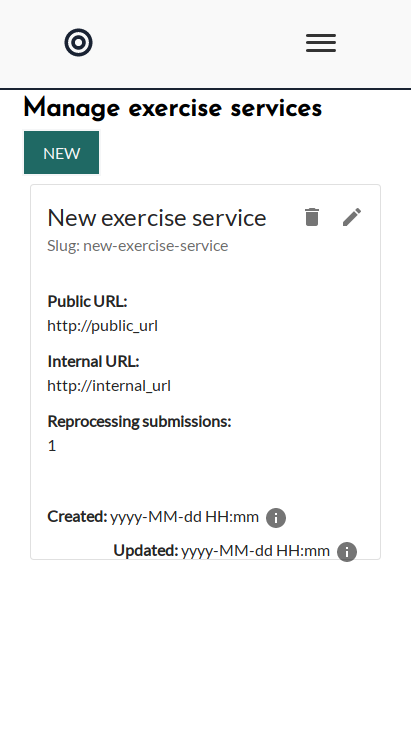 Manage exercise services
NEW
New exercise service
Slug: new-exercise-service
Public URL:
http://public_url
Internal URL:
http://internal_url
Reprocessing submissions:
1
Created: yyyy-MM-dd HH:mm
Updated: yyyy-MM-dd HH:mm